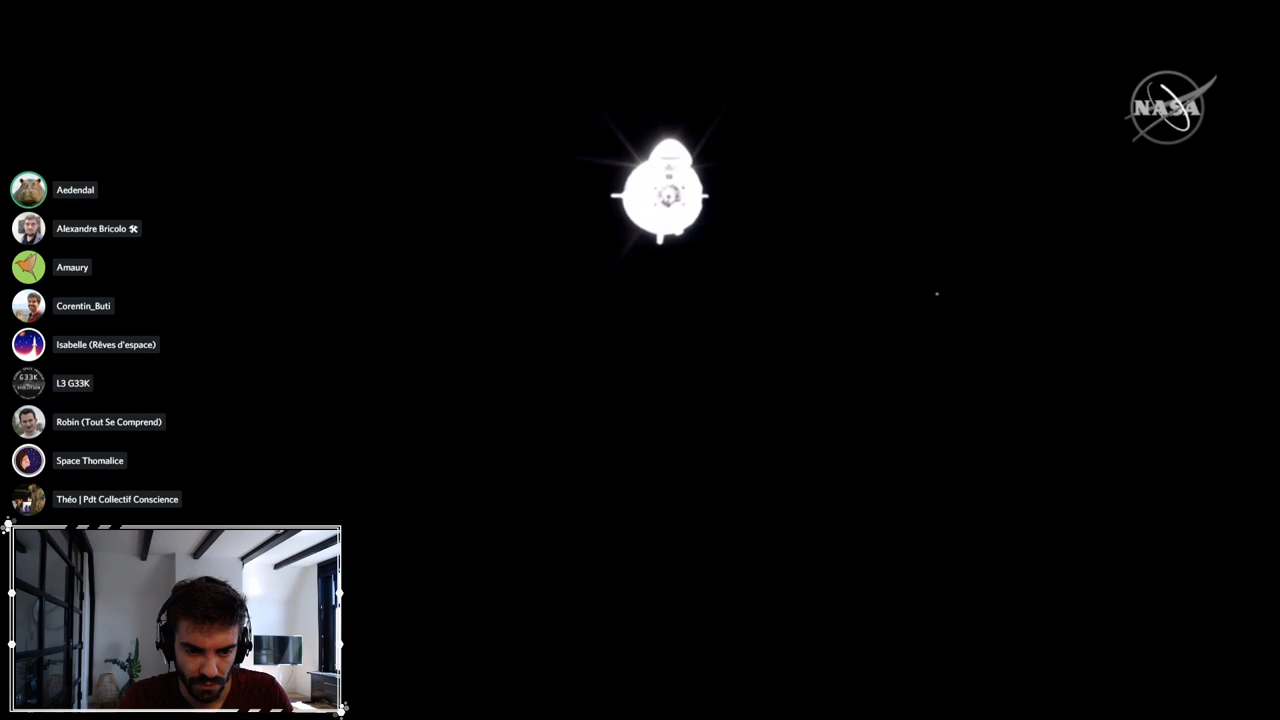 NASA
Aedendal
Alexandre Bricolo 🛠
Amaury
Corentin_Buti
Isabelle (Rêves d'espace)
G33K
L3 G33K
Robin (Tout Se Comprend)
Space Thomalice
Théo | Pdt Collectif Conscience